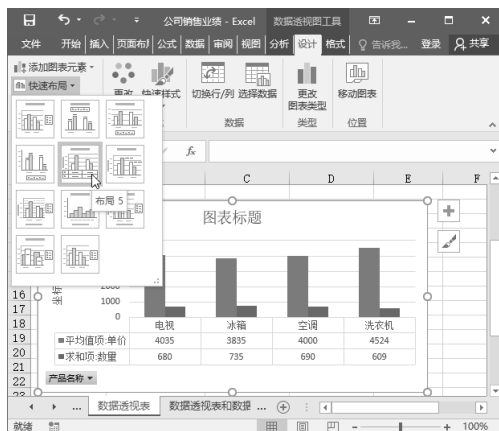 公司销售业绩 - Excel 数据透视图工具
文件 开始 插入 页面布局 公式 数据 审阅 视图 分析 设计 格式 告诉我... 登录 共享
添加图表元素
快速布局
更改 快速样式 切换行/列 选择数据 更改图表类型 移动图表
数据 类型 位置
fx
C D E F
布局 5
图表标题
坐标
2000
1000
0
电视 冰箱 空调 洗衣机
平均值项:单价 4035 3835 4000 4524
求和项:数量 680 735 690 609
产品名称
16
17
18
19
20
21
22
23
... 数据透视表 数据透视表和数据 ...
就绪 100%